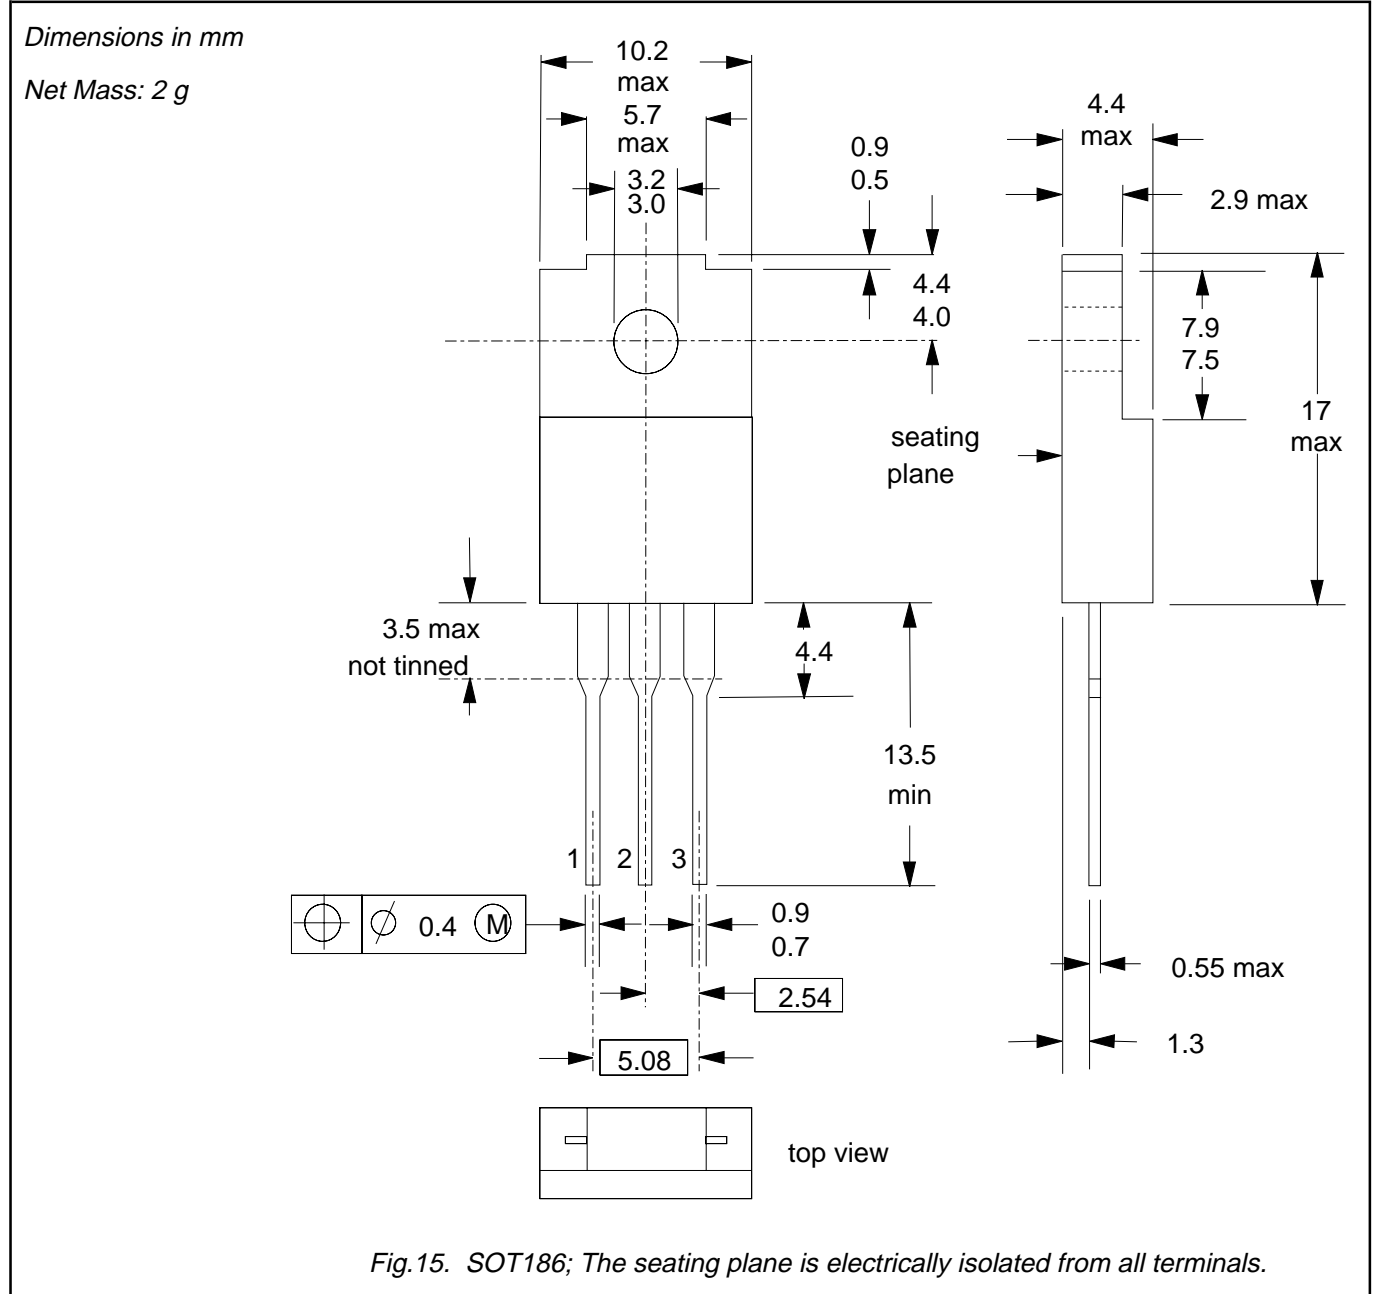 Dimensions in mm
Net Mass: 2 g
10.2
max
5.7
max
3.2
3.0
0.9
0.5
4.4
4.0
4.4
max
2.9 max
7.9
7.5
17
max
seating
plane
3.5 max
not tinned
4.4
13.5
min
1 2 3
0.4 M
0.9
0.7
2.54
5.08
0.55 max
1.3
top view
Fig.15. SOT186; The seating plane is electrically isolated from all terminals.